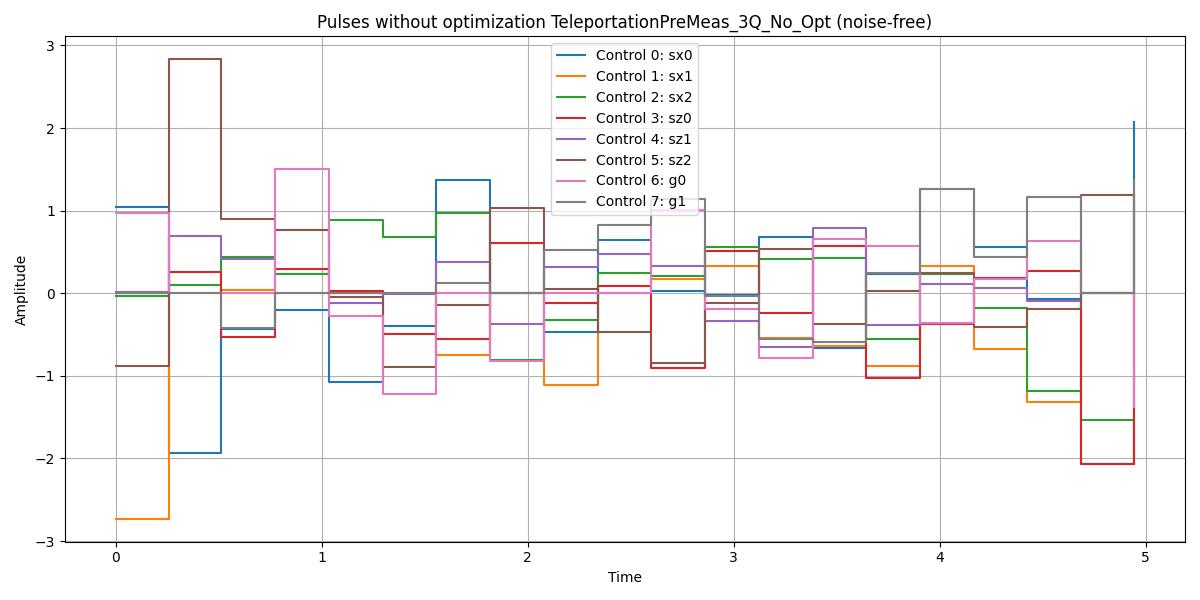 Pulses without optimization TeleportationPreMeas_3Q_No_Opt (noise-free)
Control 0: sx0
Control 1: sx1
Control 2: sx2
Control 3: sz0
Control 4: sz1
Control 5: sz2
Control 6: g0
Control 7: g1
Amplitude
3
2
1
0
−1
−2
−3
0 1 2 3 4 5
Time